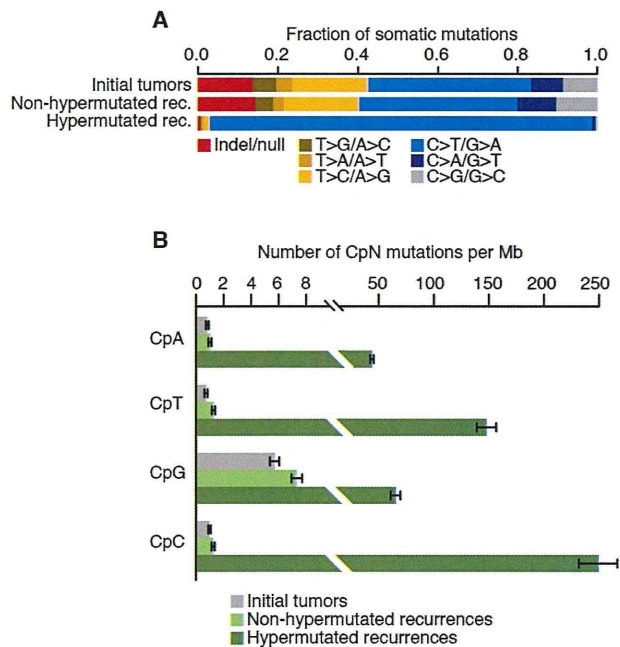 A
Fraction of somatic mutations
0.0 0.2 0.4 0.6 0.8 1.0
Initial tumors
Non-hypermutated rec.
Hypermutated rec.
Indel/null T>G/A>C C>T/G>A
T>A/A>T C>A/G>T
T>C/A>G C>G/G>C
B
Number of CpN mutations per Mb
0 2 4 6 8 50 100 150 200 250
CpA
CpT
CpG
CpC
Initial tumors
Non-hypermutated recurrences
Hypermutated recurrences